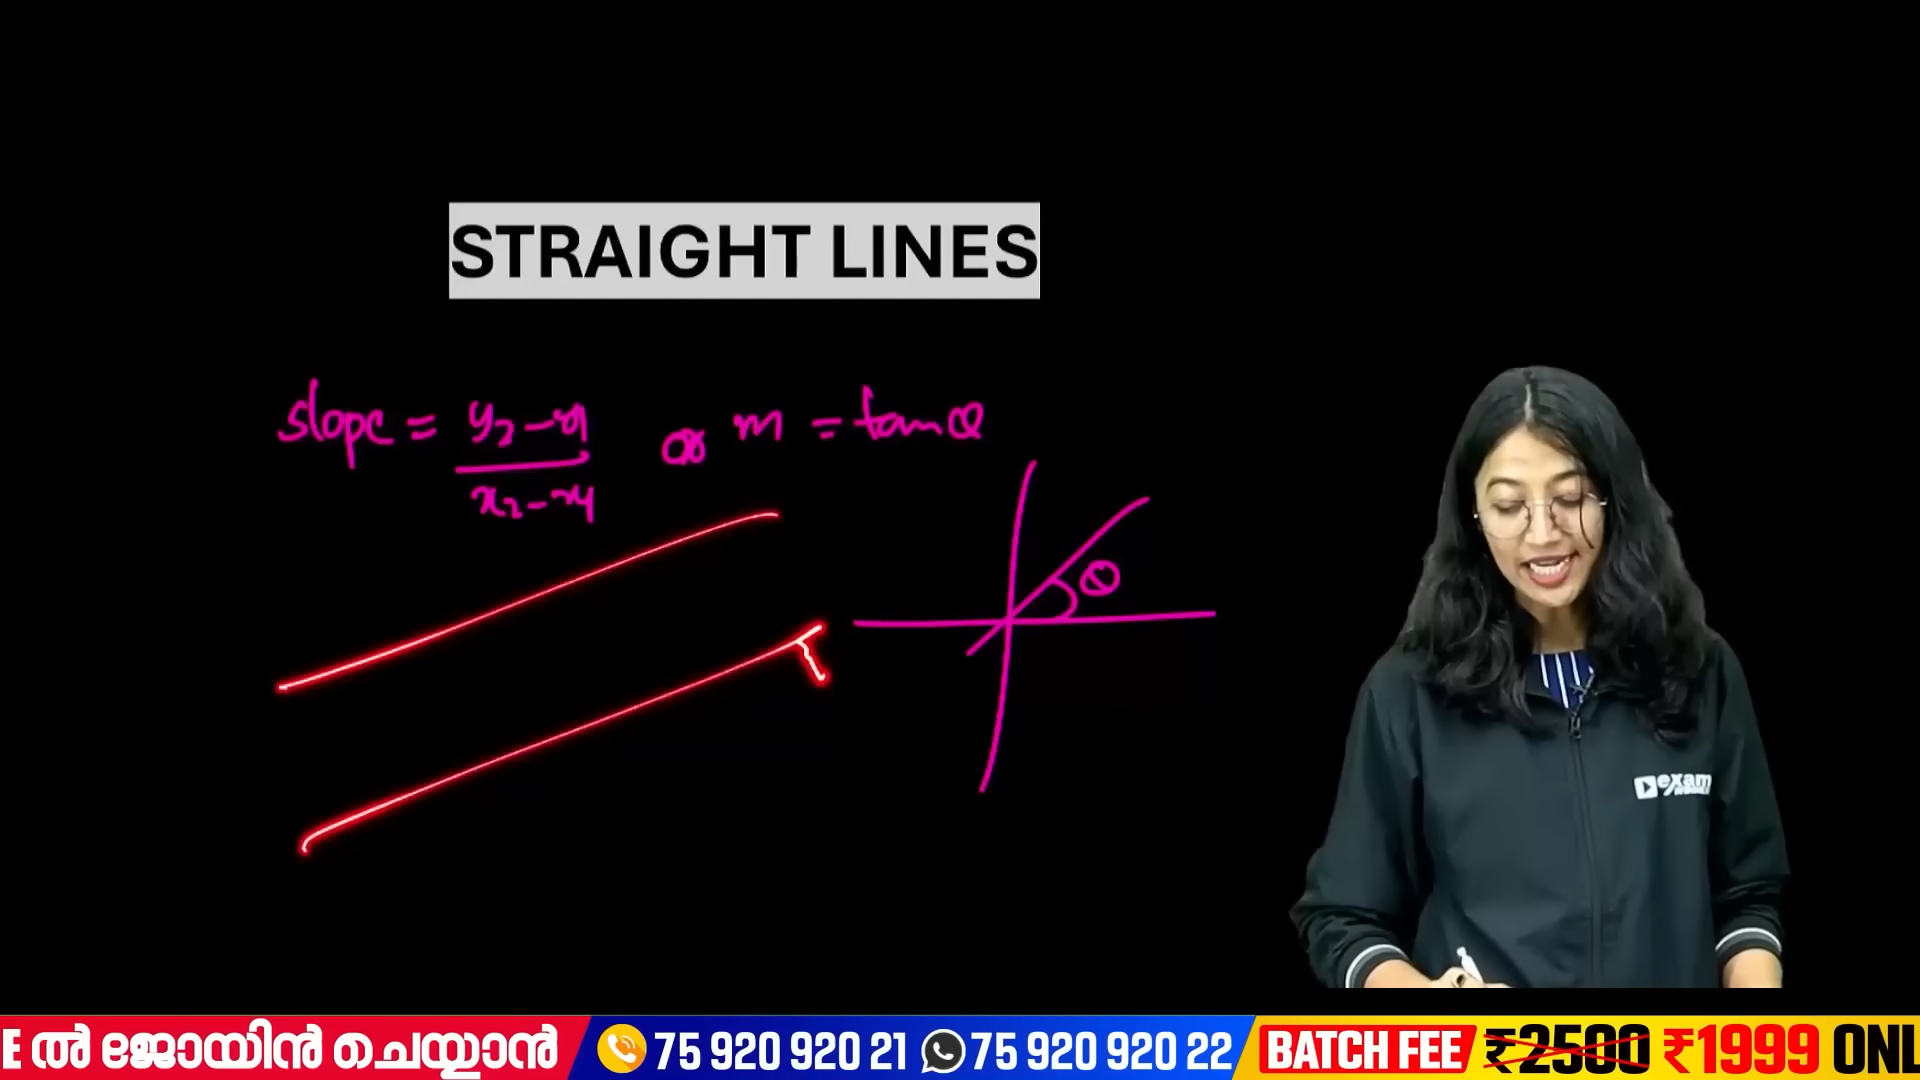 STRAIGHT LINES
slope = y₂-y₁ or m = tanθ
x₂-x₁
θ
exam
E ൽ ജോയിൻ ചെയ്യാൻ 75 920 920 21 75 920 920 22 BATCH FEE ₹2500 ₹1999 ONL